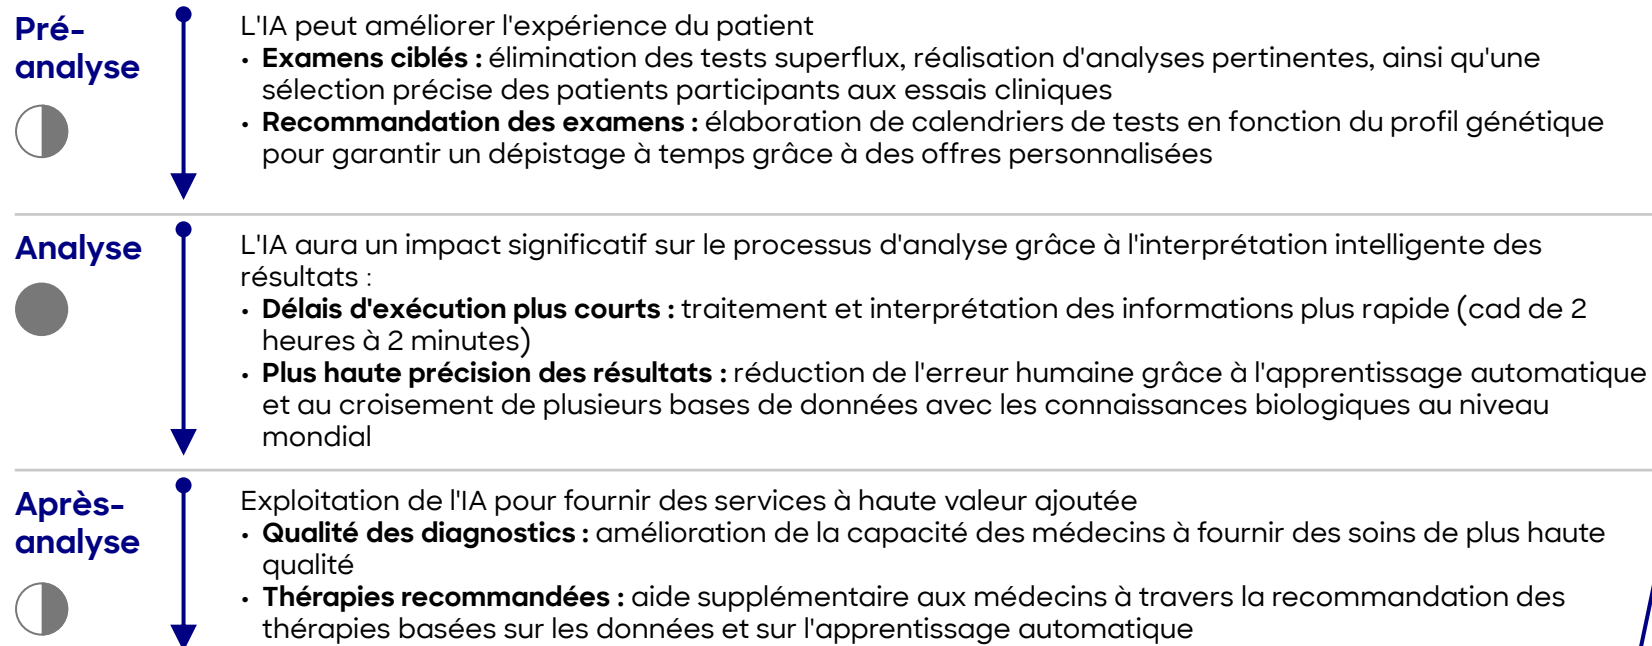 Pré-
analyse
L'IA peut améliorer l'expérience du patient
• Examens ciblés : élimination des tests superflux, réalisation d'analyses pertinentes, ainsi qu'une
sélection précise des patients participants aux essais cliniques
• Recommandation des examens : élaboration de calendriers de tests en fonction du profil génétique
pour garantir un dépistage à temps grâce à des offres personnalisées
Analyse
L'IA aura un impact significatif sur le processus d'analyse grâce à l'interprétation intelligente des
résultats :
• Délais d'exécution plus courts : traitement et interprétation des informations plus rapide (cad de 2
heures à 2 minutes)
• Plus haute précision des résultats : réduction de l'erreur humaine grâce à l'apprentissage automatique
et au croisement de plusieurs bases de données avec les connaissances biologiques au niveau
mondial
Après-
analyse
Exploitation de l'IA pour fournir des services à haute valeur ajoutée
• Qualité des diagnostics : amélioration de la capacité des médecins à fournir des soins de plus haute
qualité
• Thérapies recommandées : aide supplémentaire aux médecins à travers la recommandation des
thérapies basées sur les données et sur l'apprentissage automatique